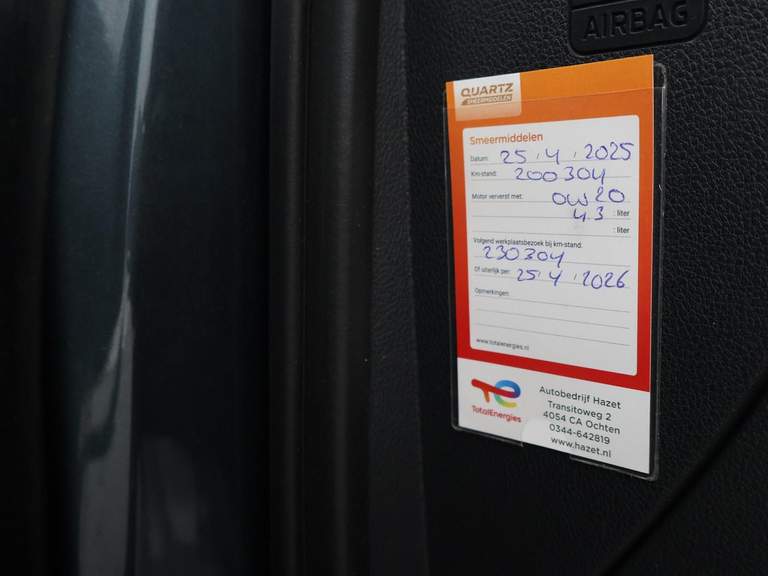 AIRBAG
QUARTZ
SMEERMIDDELEN
Smeermiddelen
Datum: 25 . 4 . 2025
Km-stand: 200304
Motor ververst met: 0W20
4.3 : liter
: liter
Volgend werkplaatsbezoek bij km-stand:
230304
Of uiterlijk per: 25 . 4 . 2026
Opmerkingen:
www.totalenergies.nl
TotalEnergies
Autobedrijf Hazet
Transitoweg 2
4054 CA Ochten
0344-642819
www.hazet.nl